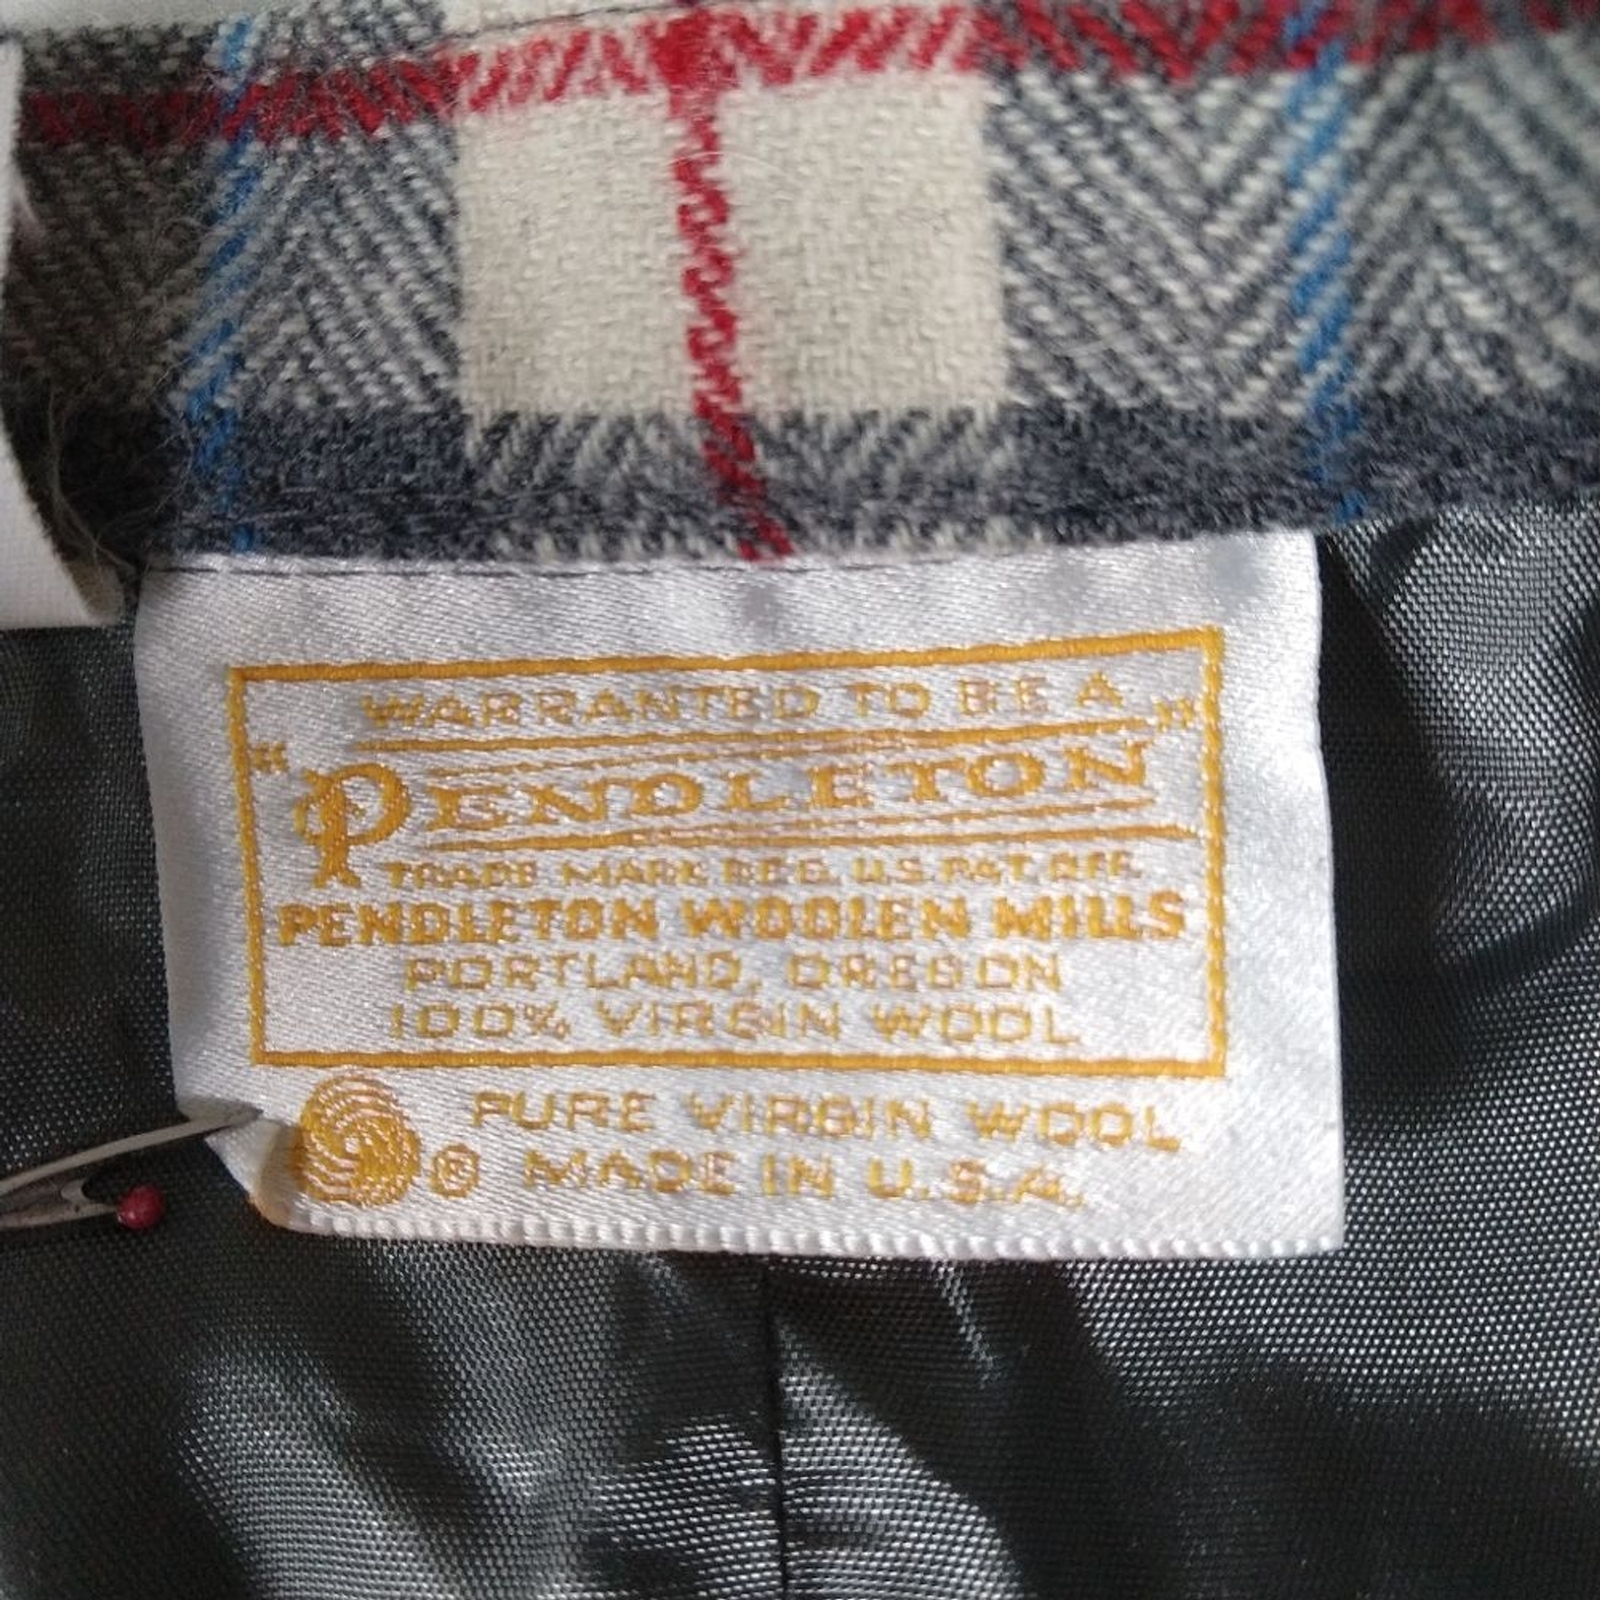 WARRANTED TO BE A
"PENDLETON"
TRADE MARK REG. U.S. PAT. OFF.
PENDLETON WOOLEN MILLS
PORTLAND, OREGON
100% VIRGIN WOOL
PURE VIRGIN WOOL
® MADE IN U.S.A.